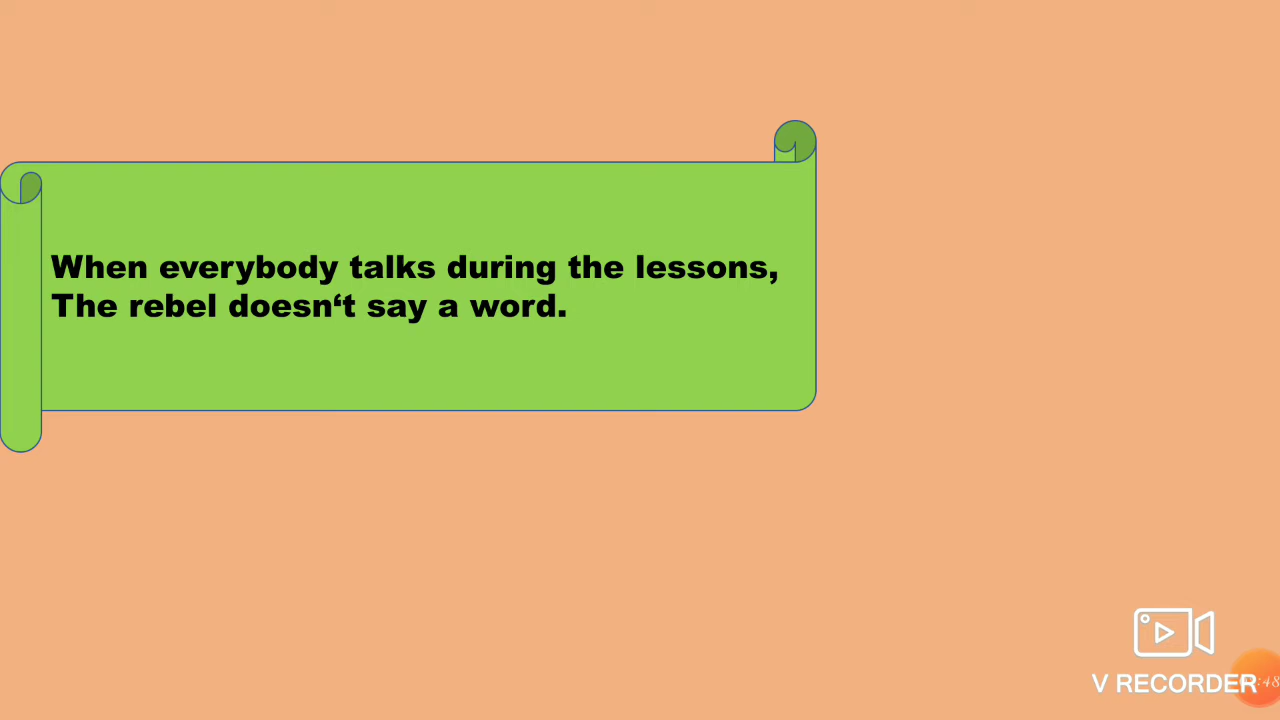 When everybody talks during the lessons,
The rebel doesn‘t say a word.
V RECORDER